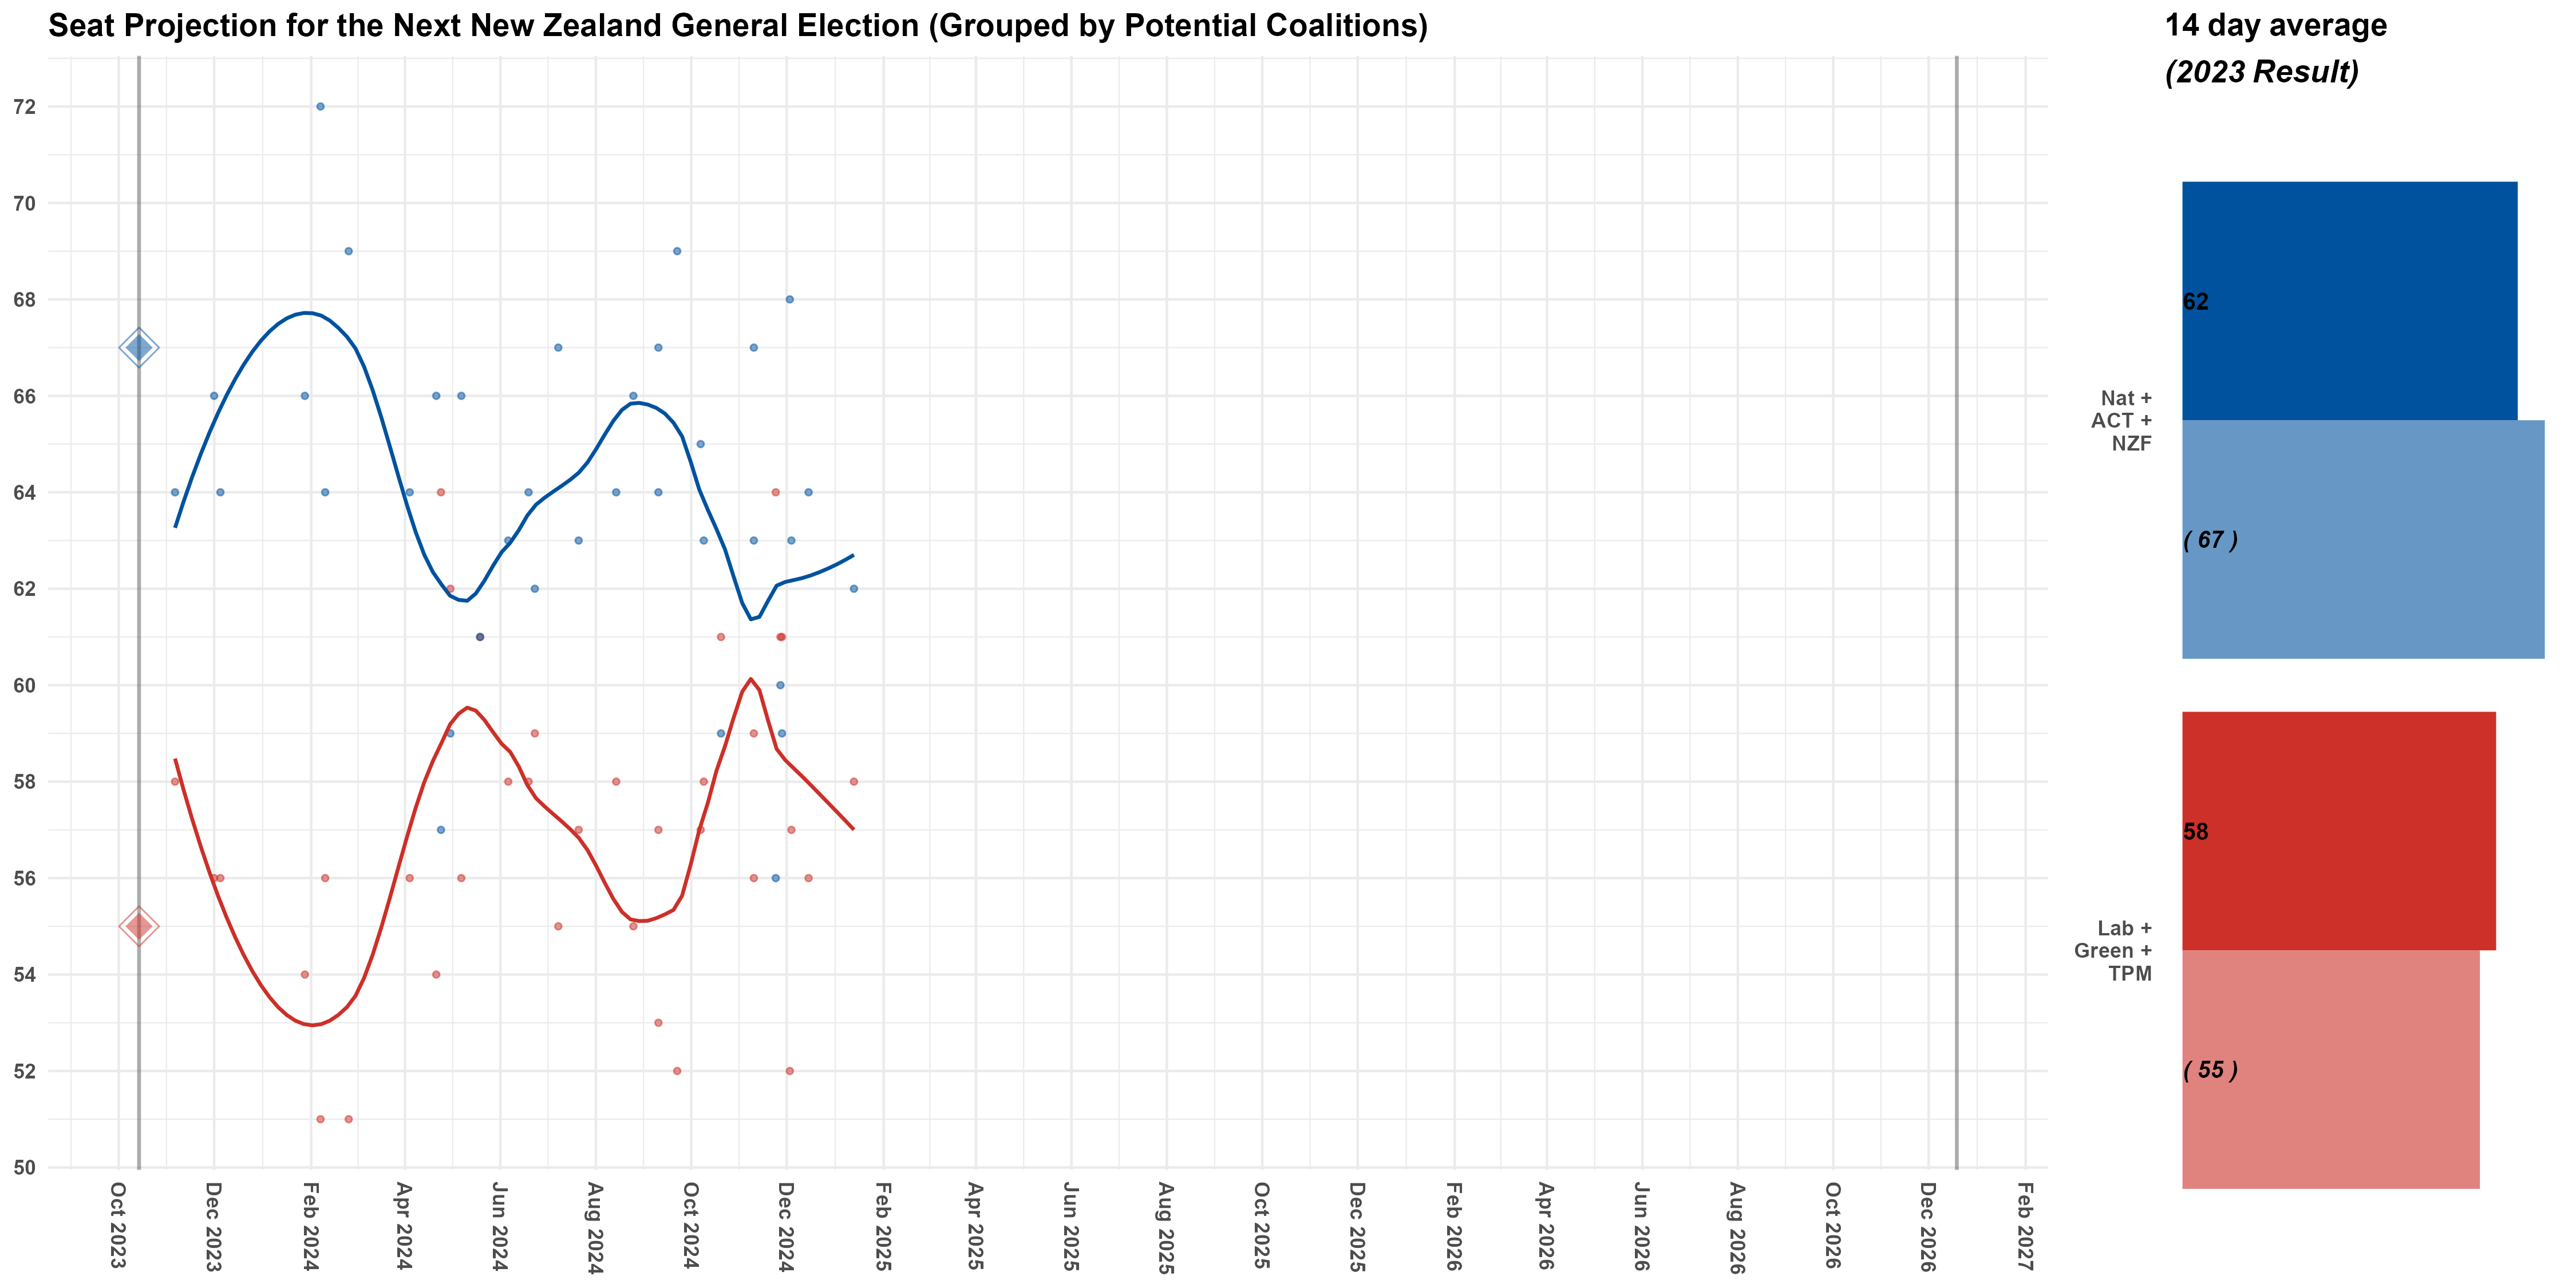 Seat Projection for the Next New Zealand General Election (Grouped by Potential Coalitions)
72
70
68
66
64
62
60
58
56
54
52
50
Oct 2023
Dec 2023
Feb 2024
Apr 2024
Jun 2024
Aug 2024
Oct 2024
Dec 2024
Feb 2025
Apr 2025
Jun 2025
Aug 2025
Oct 2025
Dec 2025
Feb 2026
Apr 2026
Jun 2026
Aug 2026
Oct 2026
Dec 2026
Feb 2027
14 day average
(2023 Result)
Nat +
ACT +
NZF
62
( 67 )
Lab +
Green +
TPM
58
( 55 )